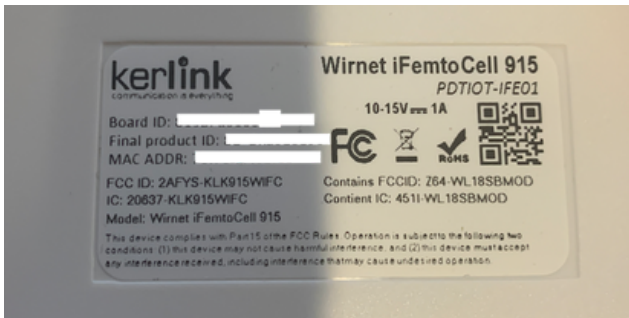 kerlink
communication is everything
Wirnet iFemtoCell 915
PDTIOT-IFE01
10-15V⎓ 1A
Board ID:
Final product ID:
MAC ADDR:
FC
RoHS
FCC ID: 2AFYS-KLK915WIFC
IC: 20637-KLK915WIFC
Model: Wirnet iFemtoCell 915
Contains FCCID: Z64-WL18SBMOD
Contient IC: 451I-WL18SBMOD
This device complies with Part15 of the FCC Rules. Operation is subject to the following two
conditions: (1) this device may not cause harmful interference, and (2) this device must accept
any interference received, including interference that may cause undesired operation.